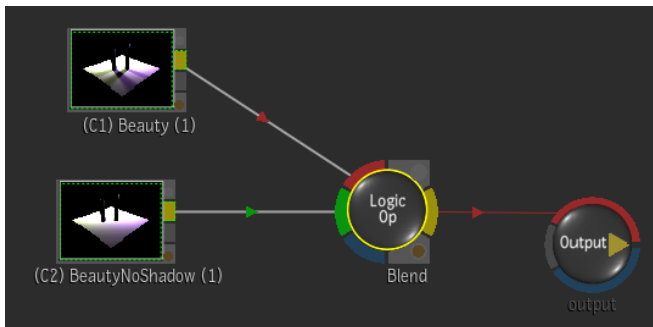 (C1) Beauty (1)
Logic
Op
Output
(C2) BeautyNoShadow (1)
Blend
output